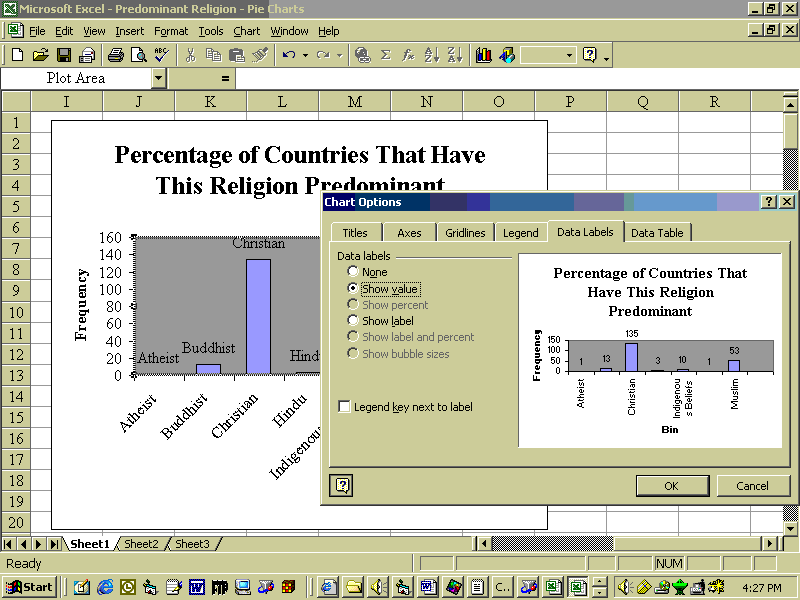 Microsoft Excel - Predominant Religion - Pie Charts
File Edit View Insert Format Tools Chart Window Help
Plot Area
=
I J K L M N O P Q R
1
2
3
4
5
6
7
8
9
10
11
12
13
14
15
16
17
18
19
20
Percentage of Countries That Have
This Religion Predominant
Frequency
160
140
120
100
80
60
40
20
0
Atheist
Buddhist
Christian
Atheist
Buddhist
Christian
Hindu
Chart Options
Titles Axes Gridlines Legend Data Labels Data Table
Data labels
None
Show value
Show percent
Show label
Show label and percent
Show bubble sizes
Legend key next to label
Percentage of Countries That
Have This Religion
Predominant
Frequency
150
100
50
0
1 13 135 3 10 1 53
Atheist
Christian
Indigenou
s Beliefs
Muslim
Bin
OK Cancel
Sheet1 Sheet2 Sheet3
Ready
NUM
Start
C..
4:27 PM